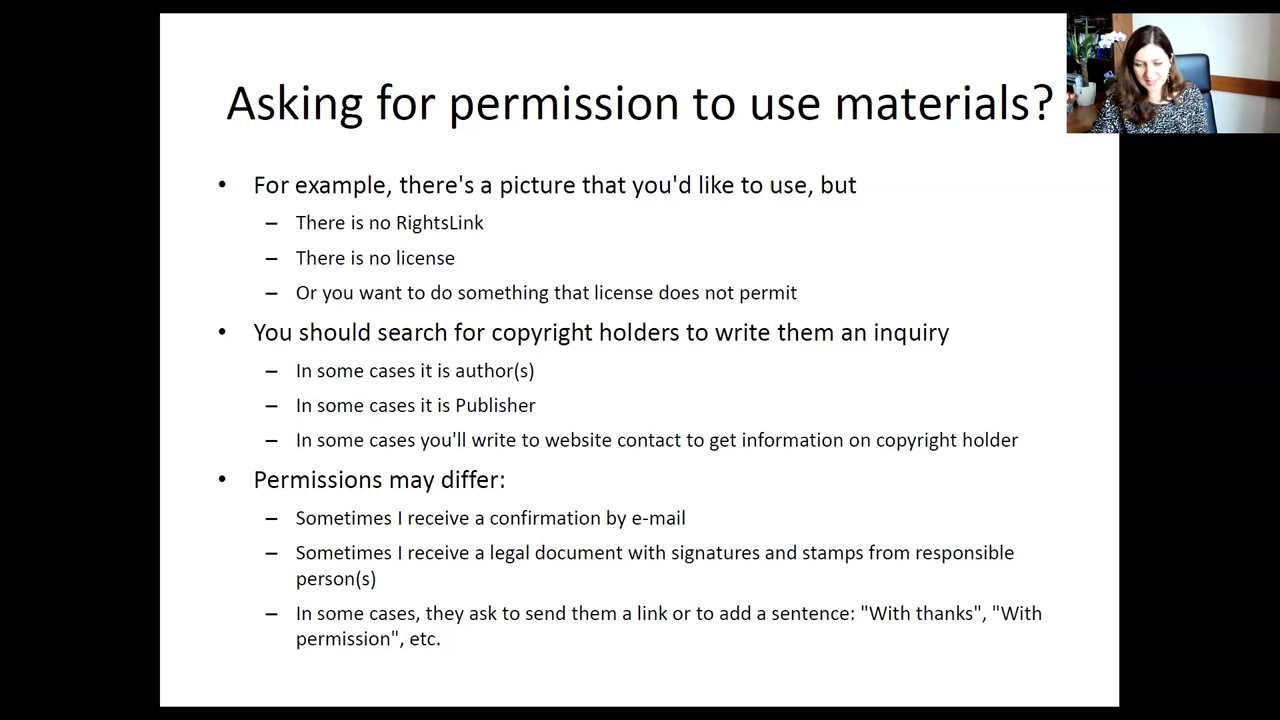 Asking for permission to use materials?
• For example, there's a picture that you'd like to use, but
– There is no RightsLink
– There is no license
– Or you want to do something that license does not permit
• You should search for copyright holders to write them an inquiry
– In some cases it is author(s)
– In some cases it is Publisher
– In some cases you'll write to website contact to get information on copyright holder
• Permissions may differ:
– Sometimes I receive a confirmation by e-mail
– Sometimes I receive a legal document with signatures and stamps from responsible
person(s)
– In some cases, they ask to send them a link or to add a sentence: "With thanks", "With
permission", etc.